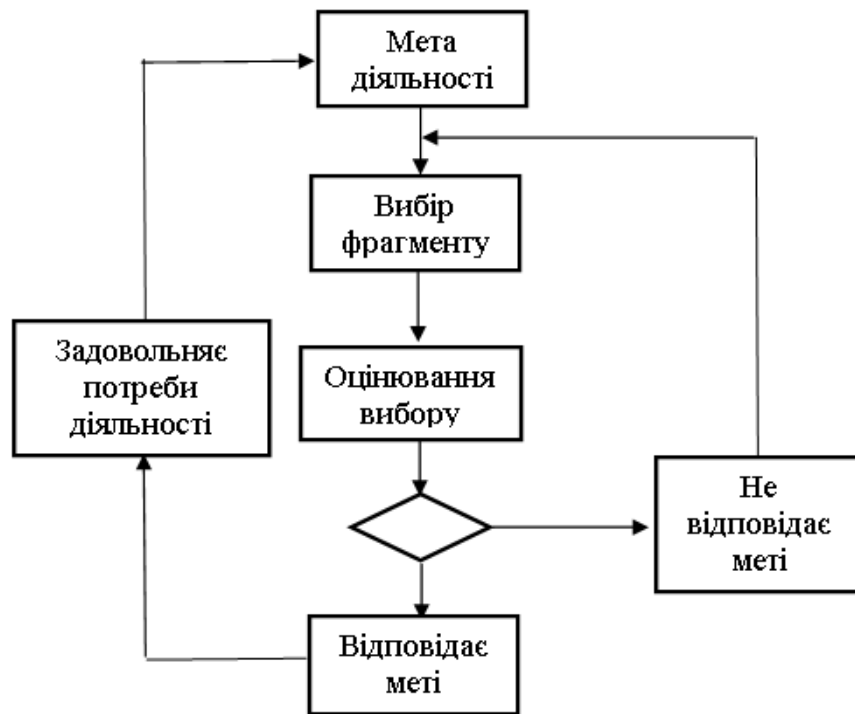 Мета
діяльності
Вибір
фрагменту
Оцінювання
вибору
Задовольняє
потреби
діяльності
Не
відповідає
меті
Відповідає
меті